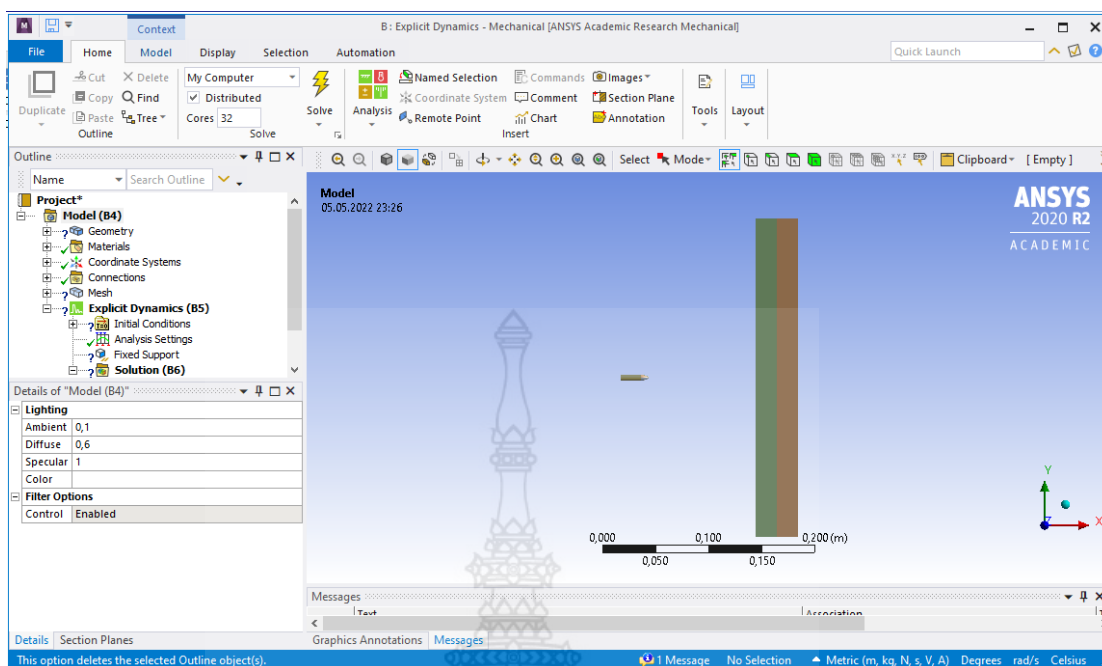 M
Context
B : Explicit Dynamics - Mechanical [ANSYS Academic Research Mechanical]
File Home Model Display Selection Automation
Quick Launch
Duplicate
Cut
Copy
Paste
Delete
Find
Tree
Outline
My Computer
Distributed
Cores 32
Solve
Solve
Analysis
Named Selection
Coordinate System
Remote Point
Commands
Comment
Chart
Images
Section Plane
Annotation
Insert
Tools
Layout
Outline
Name
Search Outline
Select Mode
Clipboard [ Empty ]
Project*
Model (B4)
Geometry
Materials
Coordinate Systems
Connections
Mesh
Explicit Dynamics (B5)
Initial Conditions
Analysis Settings
Fixed Support
Solution (B6)
Details of "Model (B4)"
Lighting
Ambient 0,1
Diffuse 0,6
Specular 1
Color
Filter Options
Control Enabled
Details Section Planes
Model
05.05.2022 23:26
ANSYS
2020 R2
ACADEMIC
Y
Z
X
0,000 0,100 0,200 (m)
0,050 0,150
Messages
Text Association
Graphics Annotations Messages
This option deletes the selected Outline object(s).
1 Message No Selection Metric (m, kg, N, s, V, A) Degrees rad/s Celsius